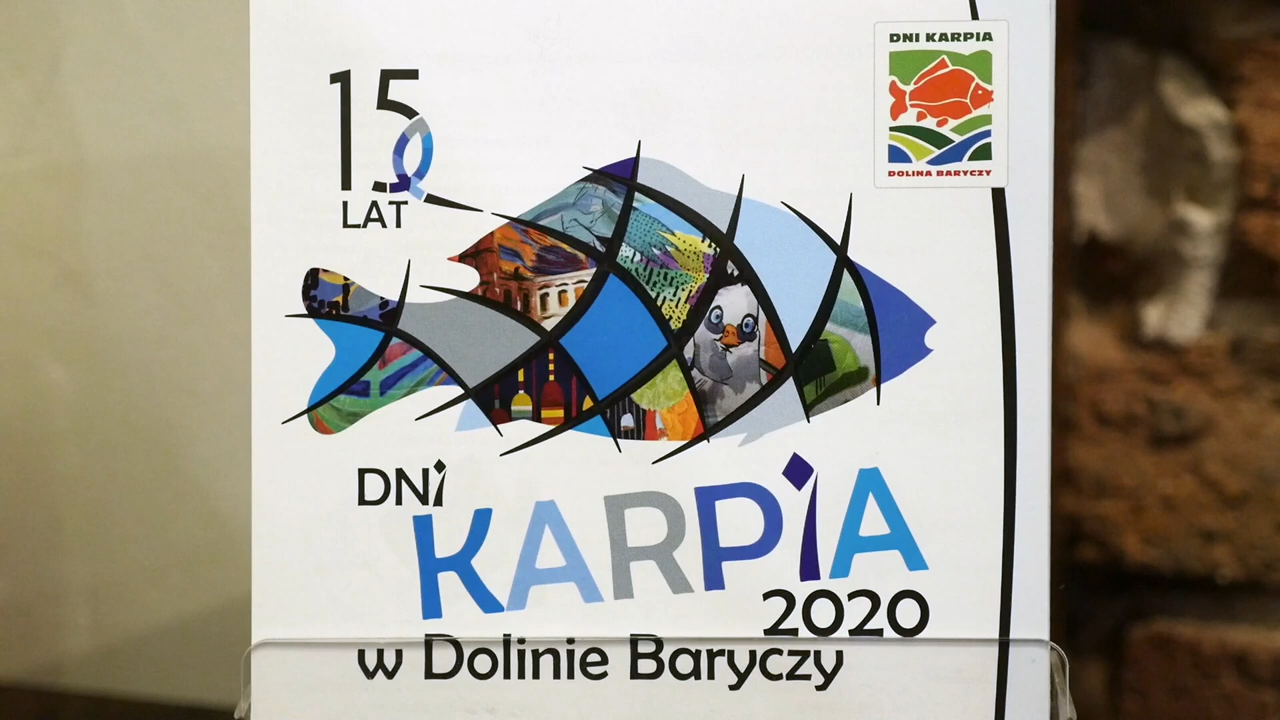 15
LAT
DNI KARPIA
DOLINA BARYCZY
DNi
KARPiA
2020
w Dolinie Baryczy